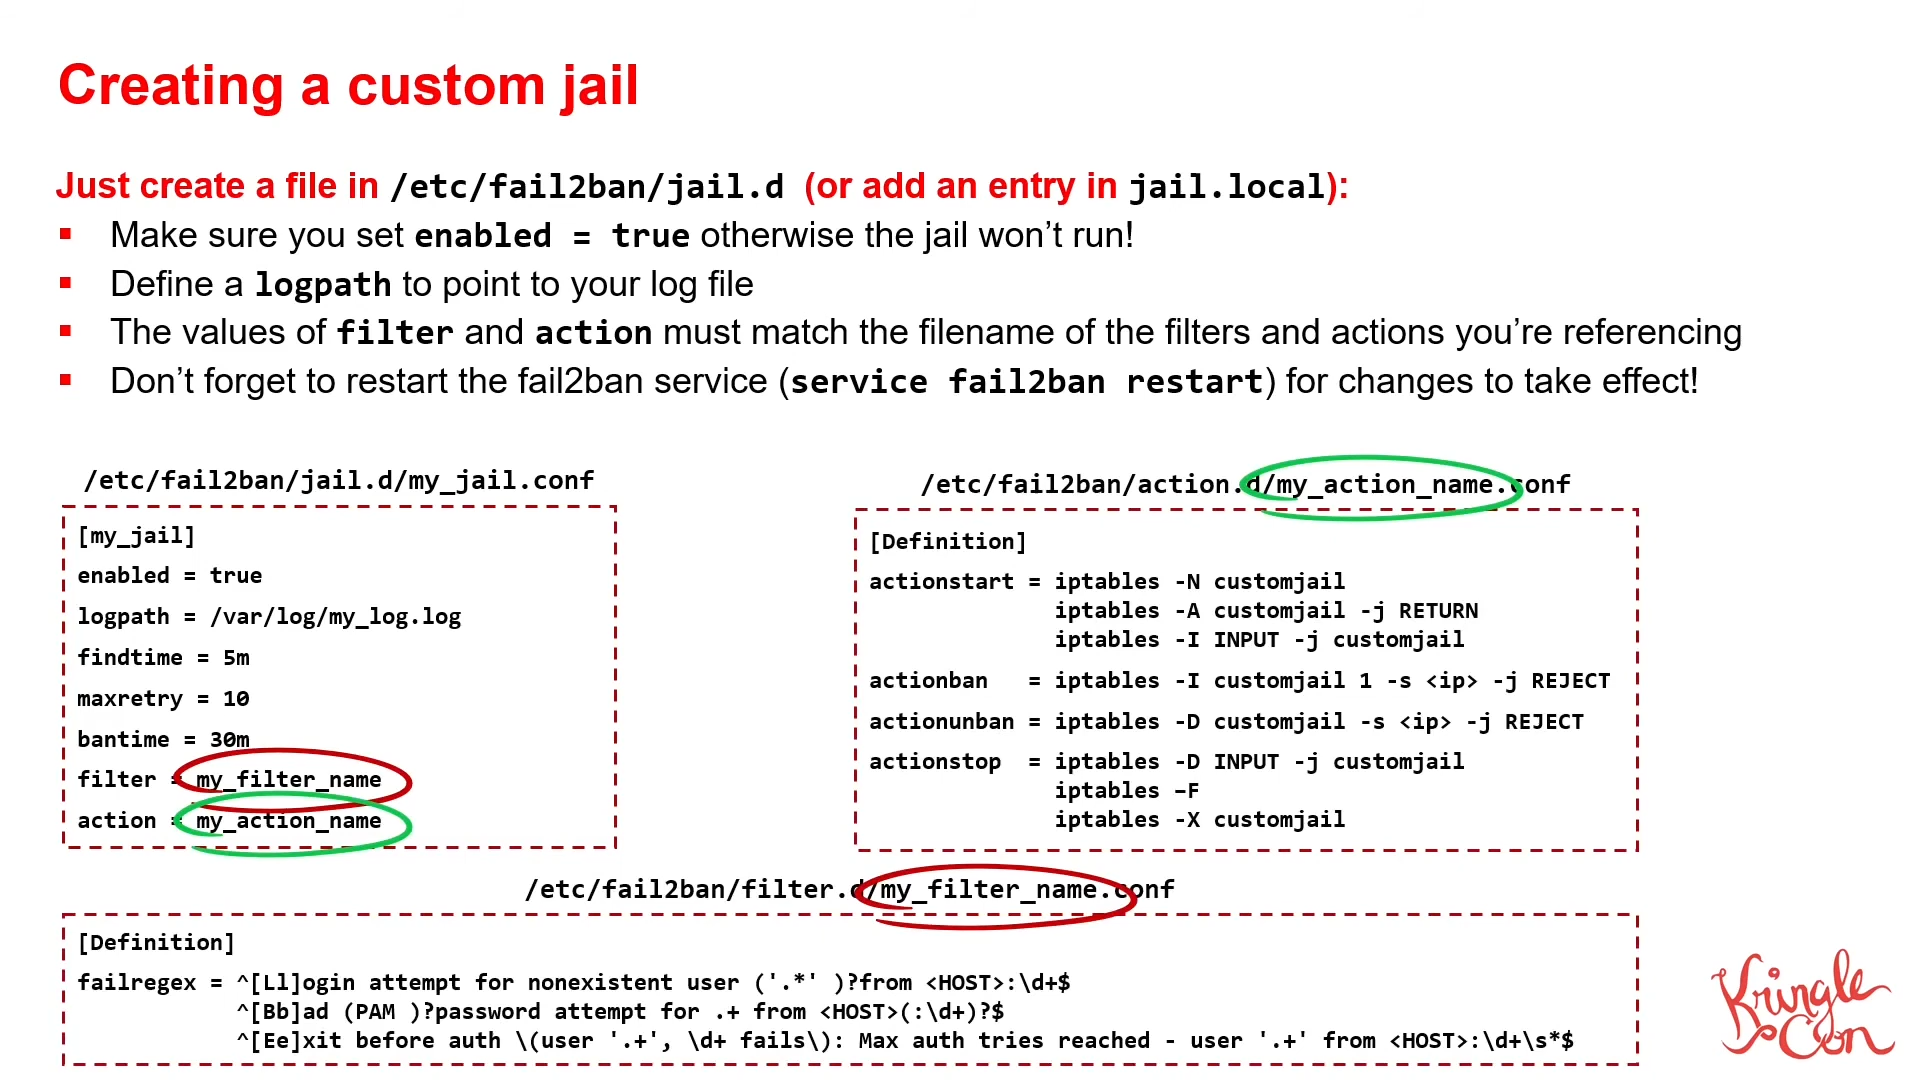 Creating a custom jail
Just create a file in /etc/fail2ban/jail.d (or add an entry in jail.local):
▪ Make sure you set enabled = true otherwise the jail won’t run!
▪ Define a logpath to point to your log file
▪ The values of filter and action must match the filename of the filters and actions you’re referencing
▪ Don’t forget to restart the fail2ban service (service fail2ban restart) for changes to take effect!
/etc/fail2ban/jail.d/my_jail.conf
[my_jail]
enabled = true
logpath = /var/log/my_log.log
findtime = 5m
maxretry = 10
bantime = 30m
filter = my_filter_name
action = my_action_name
/etc/fail2ban/action.d/my_action_name.conf
[Definition]
actionstart = iptables -N customjail
iptables -A customjail -j RETURN
iptables -I INPUT -j customjail
actionban   = iptables -I customjail 1 -s <ip> -j REJECT
actionunban = iptables -D customjail -s <ip> -j REJECT
actionstop  = iptables -D INPUT -j customjail
iptables –F
iptables -X customjail
/etc/fail2ban/filter.d/my_filter_name.conf
[Definition]
failregex = ^[Ll]ogin attempt for nonexistent user ('.*' )?from <HOST>:\d+$
^[Bb]ad (PAM )?password attempt for .+ from <HOST>(:\d+)?$
^[Ee]xit before auth \(user '.+', \d+ fails\): Max auth tries reached - user '.+' from <HOST>:\d+\s*$
Kringle
Con